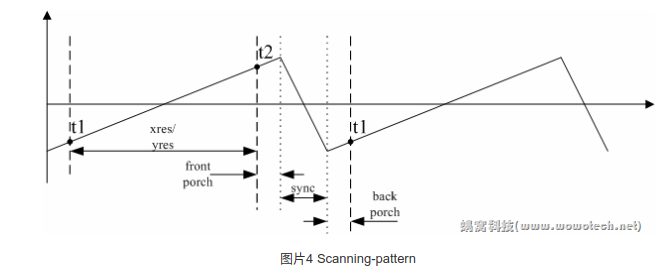 t2
t1
xres/
yres
t1
front
porch
sync
back
porch
蜗窝科技(www.wowotech.net)
图片4 Scanning-pattern